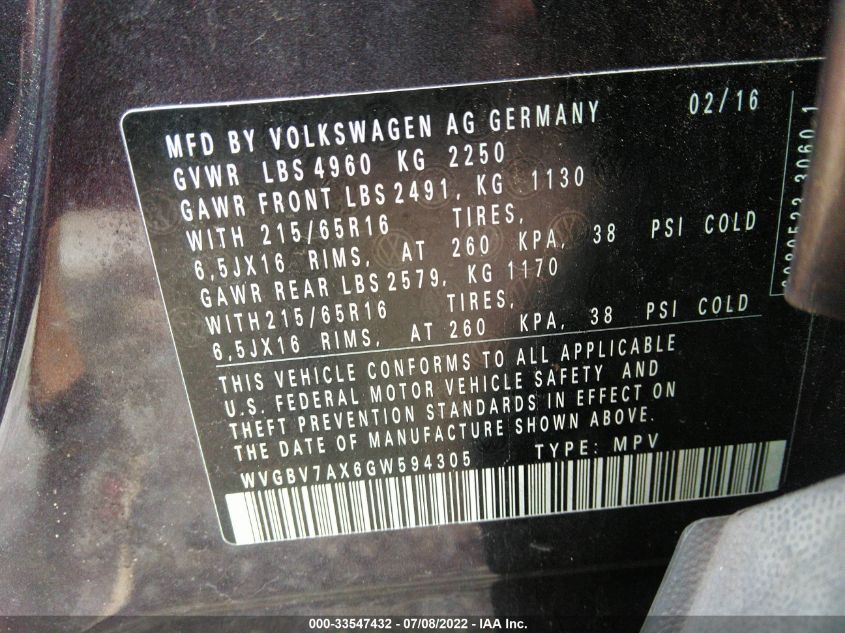 MFD BY VOLKSWAGEN AG GERMANY 02/16
GVWR LBS 4960 KG 2250
GAWR FRONT LBS 2491, KG 1130
WITH 215/65R16 TIRES,
6,5JX16 RIMS, AT 260 KPA, 38 PSI COLD
GAWR REAR LBS 2579, KG 1170
WITH 215/65R16 TIRES,
6,5JX16 RIMS, AT 260 KPA, 38 PSI COLD
THIS VEHICLE CONFORMS TO ALL APPLICABLE
U.S. FEDERAL MOTOR VEHICLE SAFETY AND
THEFT PREVENTION STANDARDS IN EFFECT ON
THE DATE OF MANUFACTURE SHOWN ABOVE.
WVGBV7AX6GW594305 TYPE: MPV
000-33547432 - 07/08/2022 - IAA Inc.